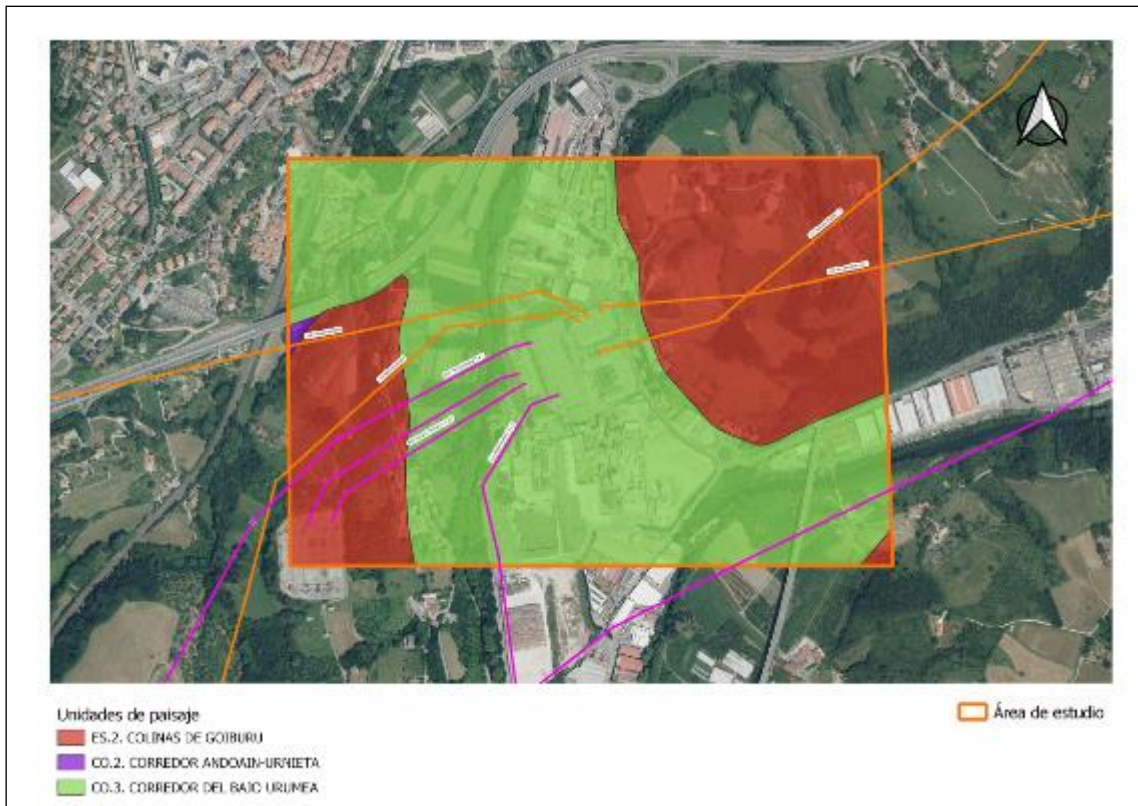 Unidades de paisaje
ES.2. COLINAS DE GOIBURU
CO.2. CORREDOR ANDOAIN-URNIETA
CO.3. CORREDOR DEL BAJO URUMEA
Área de estudio